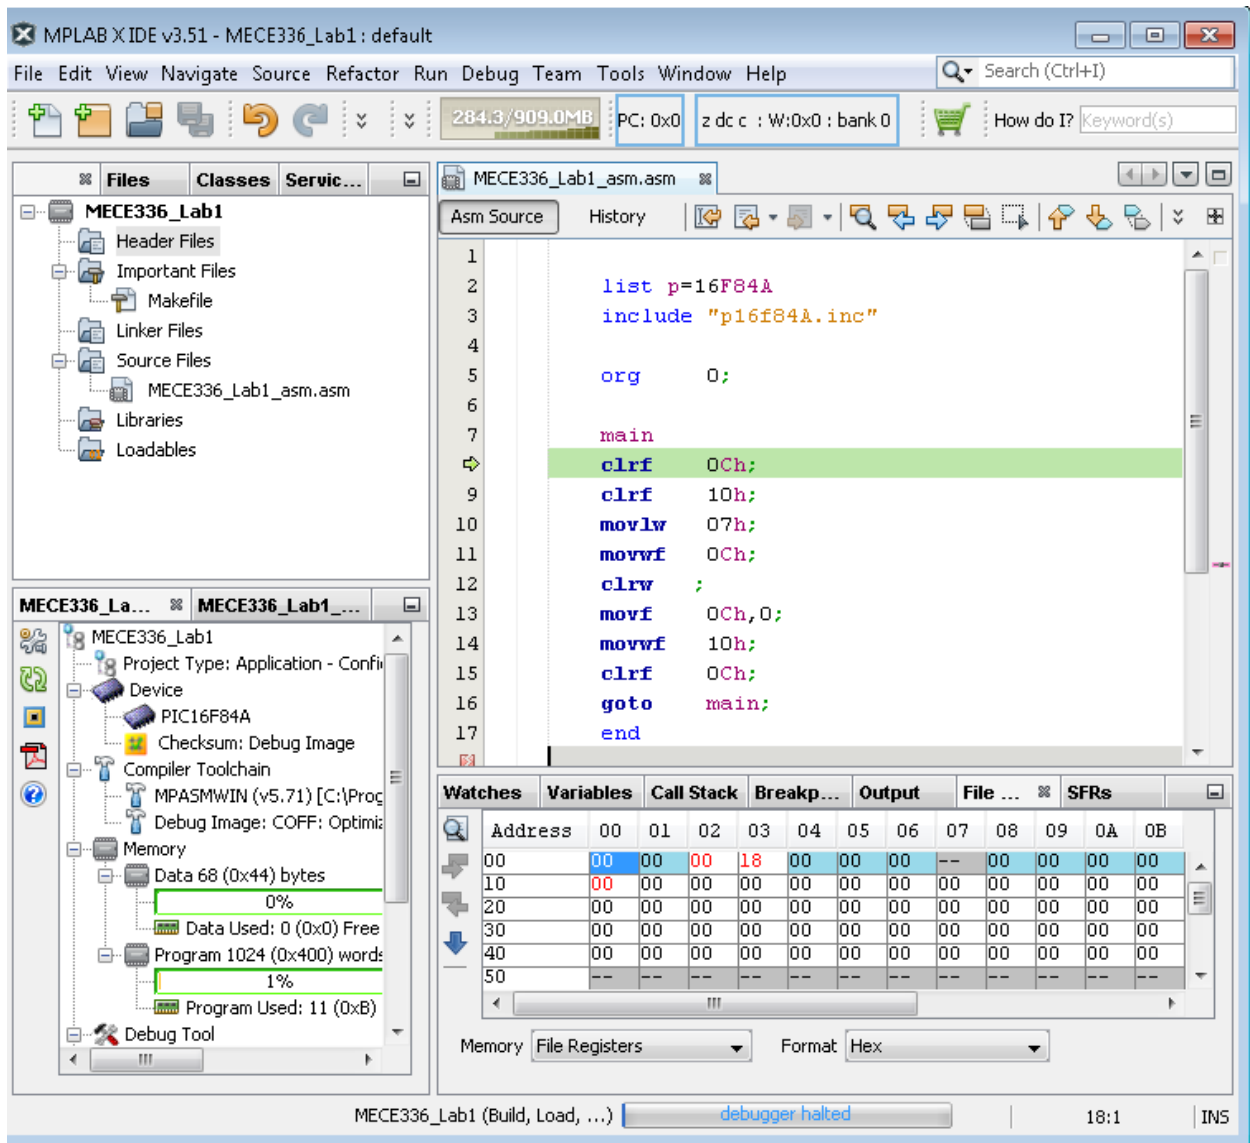 MPLAB X IDE v3.51 - MECE336_Lab1 : default
File Edit View Navigate Source Refactor Run Debug Team Tools Window Help
Search (Ctrl+I)
284.3/909.0MB
PC: 0x0
z dc c : W:0x0 : bank 0
How do I? Keyword(s)
Files Classes Servic...
MECE336_Lab1
Header Files
Important Files
Makefile
Linker Files
Source Files
MECE336_Lab1_asm.asm
Libraries
Loadables
MECE336_La... MECE336_Lab1_...
MECE336_Lab1
Project Type: Application - Confi
Device
PIC16F84A
Checksum: Debug Image
Compiler Toolchain
MPASMWIN (v5.71) [C:\Prog
Debug Image: COFF: Optimiz
Memory
Data 68 (0x44) bytes
0%
Data Used: 0 (0x0) Free
Program 1024 (0x400) words
1%
Program Used: 11 (0xB)
Debug Tool
MECE336_Lab1_asm.asm
Asm Source History
1
2 list p=16F84A
3 include "p16f84A.inc"
4
5 org 0;
6
7 main
clrf 0Ch;
9 clrf 10h;
10 movlw 07h;
11 movwf 0Ch;
12 clrw ;
13 movf 0Ch,0;
14 movwf 10h;
15 clrf 0Ch;
16 goto main;
17 end
Watches Variables Call Stack Breakp... Output File ... SFRs
Address 00 01 02 03 04 05 06 07 08 09 0A 0B
00 00 00 00 18 00 00 00 -- 00 00 00 00
10 00 00 00 00 00 00 00 00 00 00 00 00
20 00 00 00 00 00 00 00 00 00 00 00 00
30 00 00 00 00 00 00 00 00 00 00 00 00
40 00 00 00 00 00 00 00 00 00 00 00 00
50 -- -- -- -- -- -- -- -- -- -- -- --
Memory File Registers Format Hex
MECE336_Lab1 (Build, Load, ...) debugger halted 18:1 INS